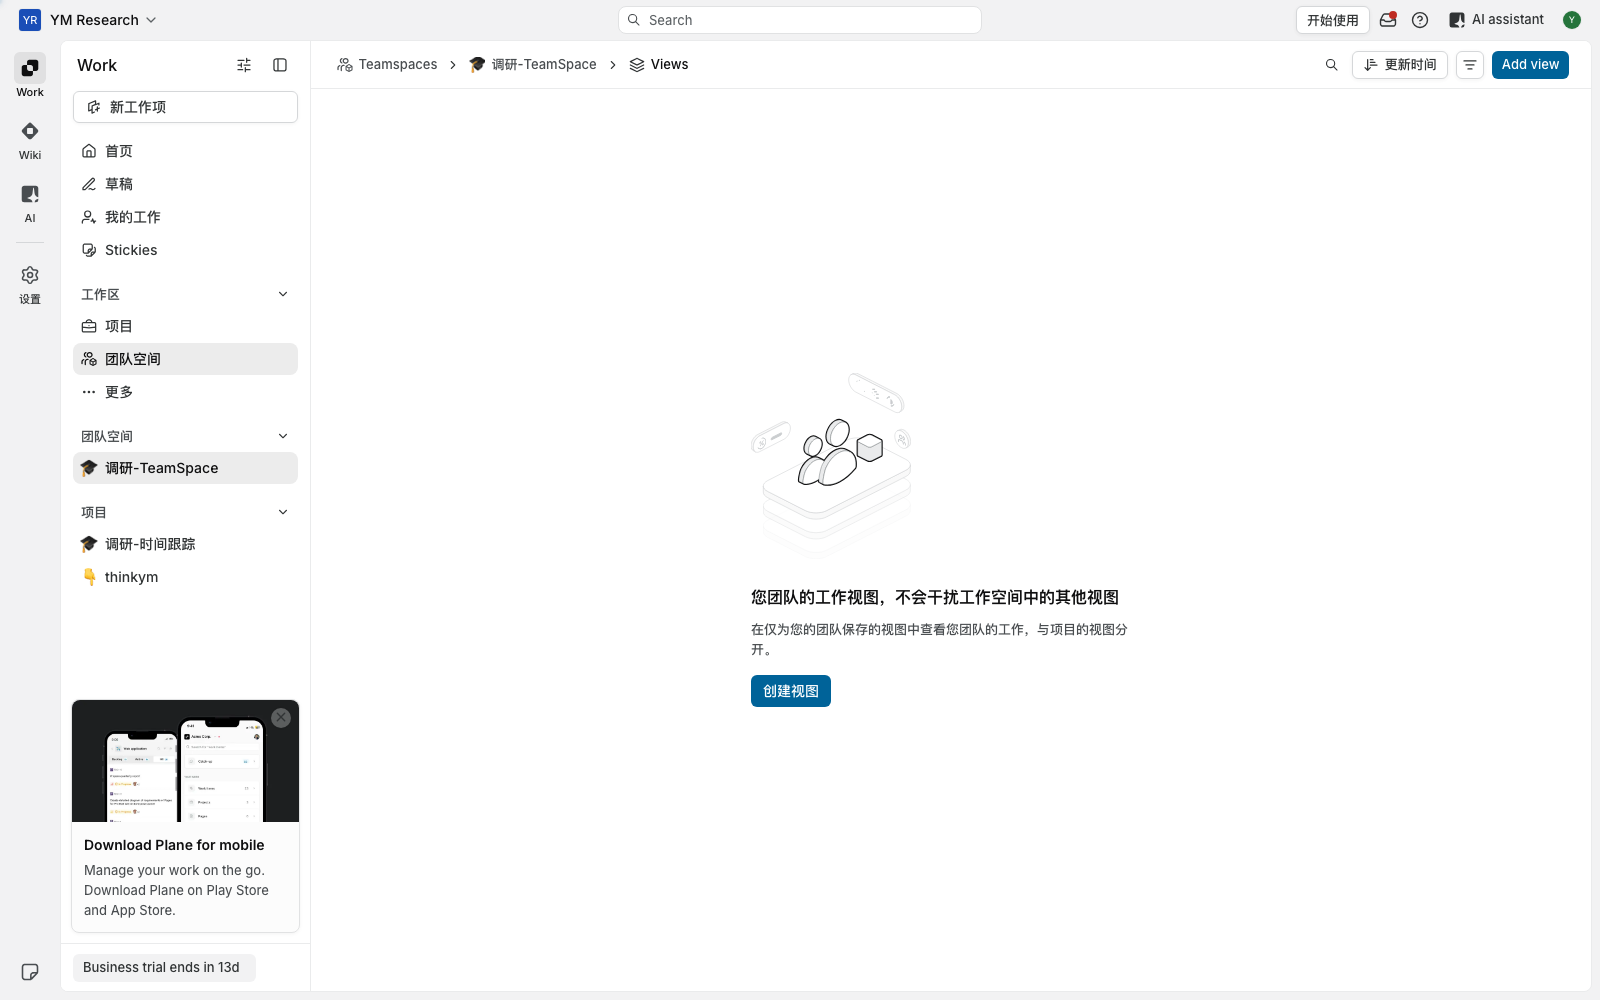 YR YM Research
Search
开始使用
AI assistant
Y
Work
Wiki
AI
设置
Work
新工作项
首页
草稿
我的工作
Stickies
工作区
项目
团队空间
更多
团队空间
调研-TeamSpace
项目
调研-时间跟踪
thinkym
Download Plane for mobile
Manage your work on the go.
Download Plane on Play Store
and App Store.
Business trial ends in 13d
Teamspaces
调研-TeamSpace
Views
更新时间
Add view
您团队的工作视图，不会干扰工作空间中的其他视图
在仅为您的团队保存的视图中查看您团队的工作，与项目的视图分
开。
创建视图